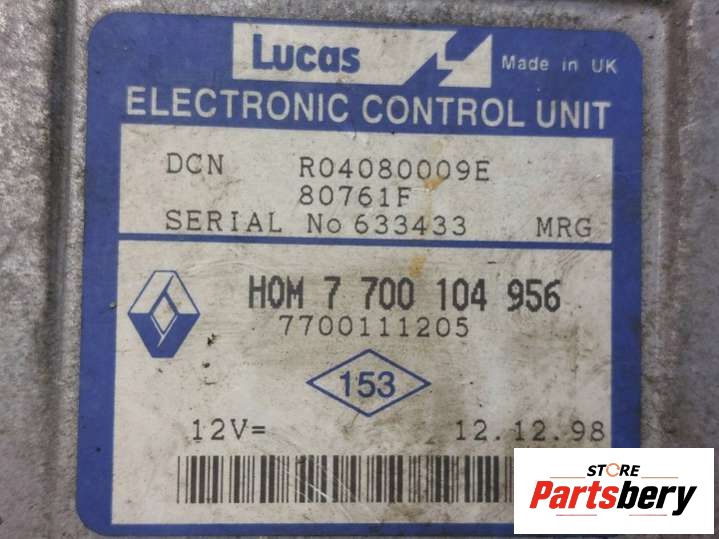 Lucas
Made in UK
ELECTRONIC CONTROL UNIT
DCN R04080009E
80761F
SERIAL No 633433 MRG
HOM 7 700 104 956
7700111205
153
12V= 12.12.98
STORE
Partsbery